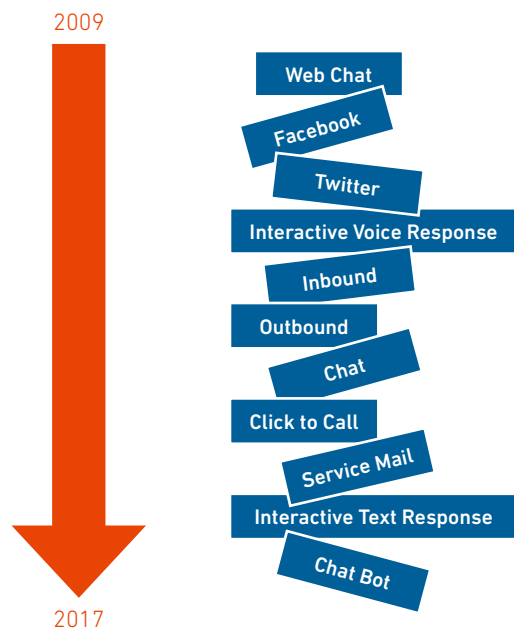 2009
Web Chat
Facebook
Twitter
Interactive Voice Response
Inbound
Outbound
Chat
Click to Call
Service Mail
Interactive Text Response
Chat Bot
2017